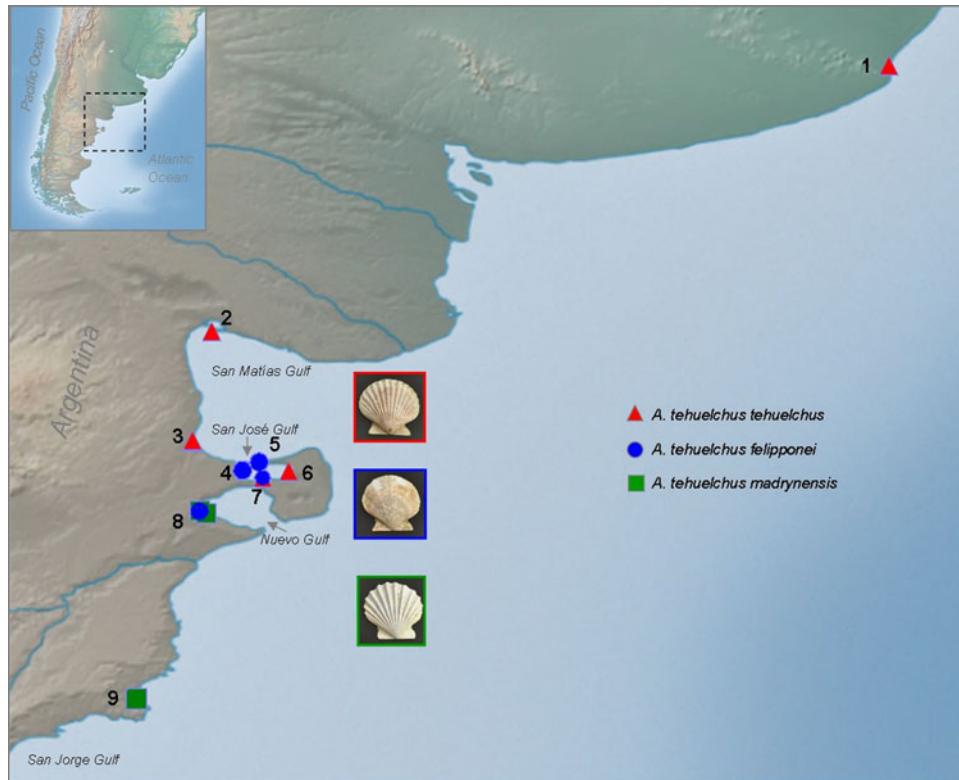 Pacific Ocean
Atlantic
Ocean
1
2
Argentina
San Matías Gulf
3
San José Gulf
5
4
6
7
8
Nuevo Gulf
A. tehuelchus tehuelchus
A. tehuelchus felipponei
A. tehuelchus madrynensis
9
San Jorge Gulf